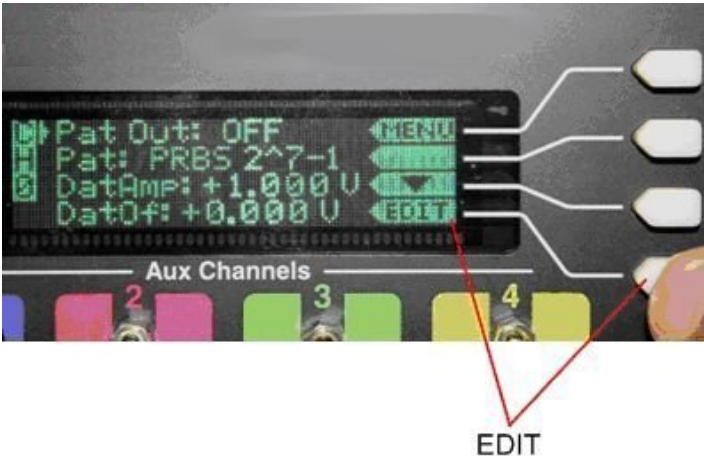 Pat Out: OFF
MENU
Pat: PRBS 2^7-1
DatAmp: +1.000 V
DatOf: +0.000 V
EDIT
Aux Channels
2 3 4
EDIT